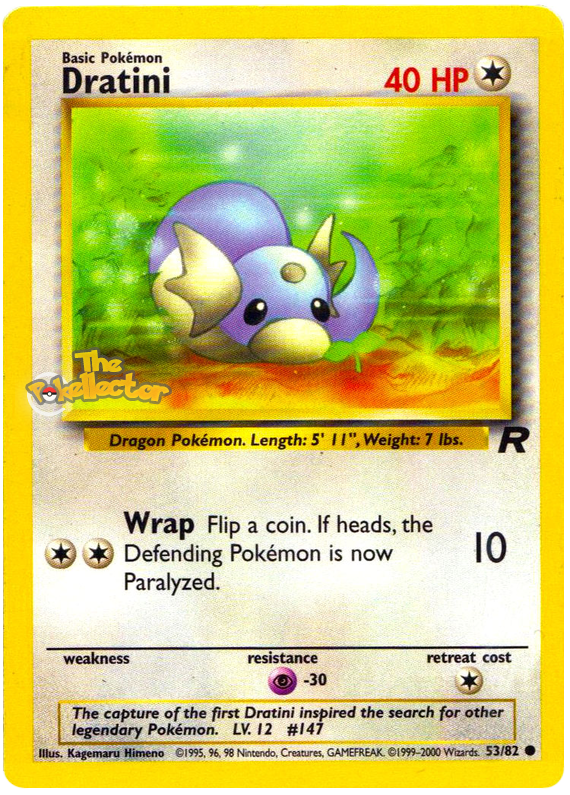 Basic Pokémon
Dratini
40 HP
The
Pokellector
Dragon Pokémon. Length: 5' 11", Weight: 7 lbs.
R
Wrap Flip a coin. If heads, the
Defending Pokémon is now
Paralyzed.
10
weakness resistance retreat cost
-30
The capture of the first Dratini inspired the search for other
legendary Pokémon. LV. 12 #147
Illus. Kagemaru Himeno ©1995, 96, 98 Nintendo, Creatures, GAMEFREAK. ©1999-2000 Wizards. 53/82